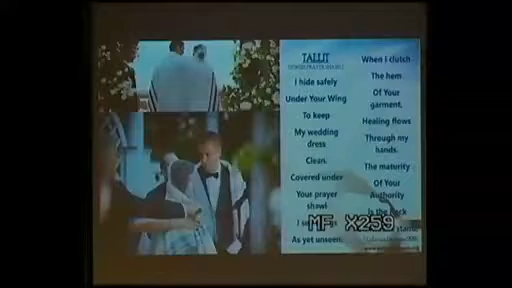 TALLIT
I hide safely
Under Your Wing
To keep
My wedding
dress
Clean.
Covered under
Your prayer
shawl
As yet unseen.
When I clutch
The hem
Of Your
garment,
Healing flows
Through my
hands.
The maturity
Of Your
Authority
is the
MF X259